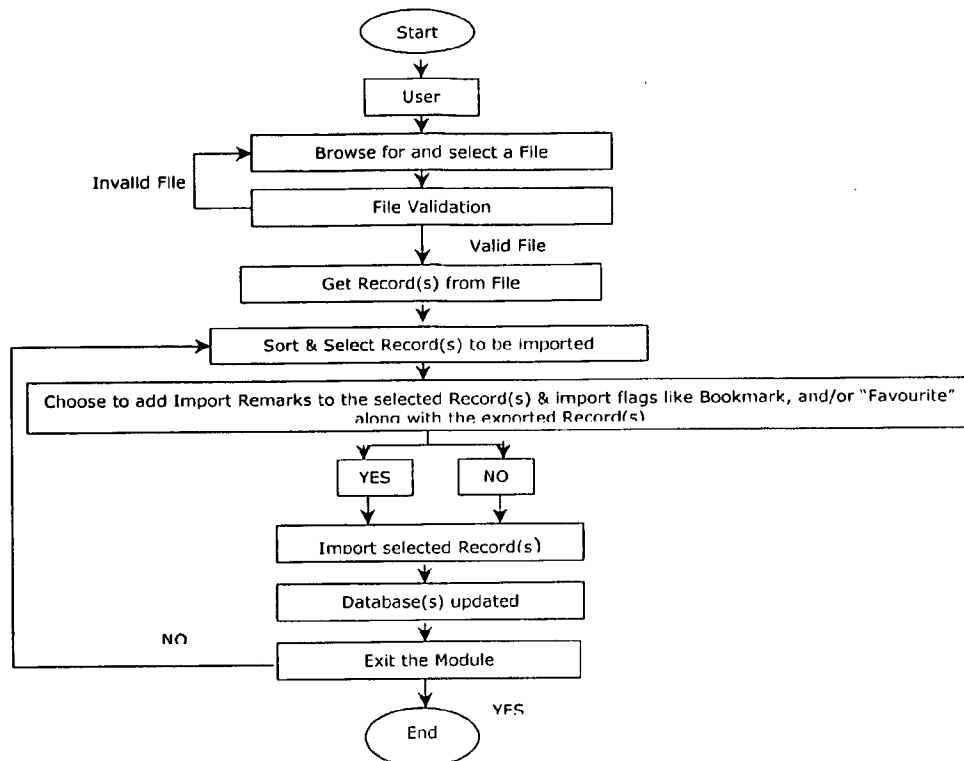 Start
User
Browse for and select a File
Invalid File
File Validation
Valid File
Get Record(s) from File
Sort & Select Record(s) to be imported
Choose to add Import Remarks to the selected Record(s) & import flags like Bookmark, and/or “Favourite”
along with the exported Record(s)
YES
NO
Import selected Record(s)
Database(s) updated
NO
Exit the Module
YES
End